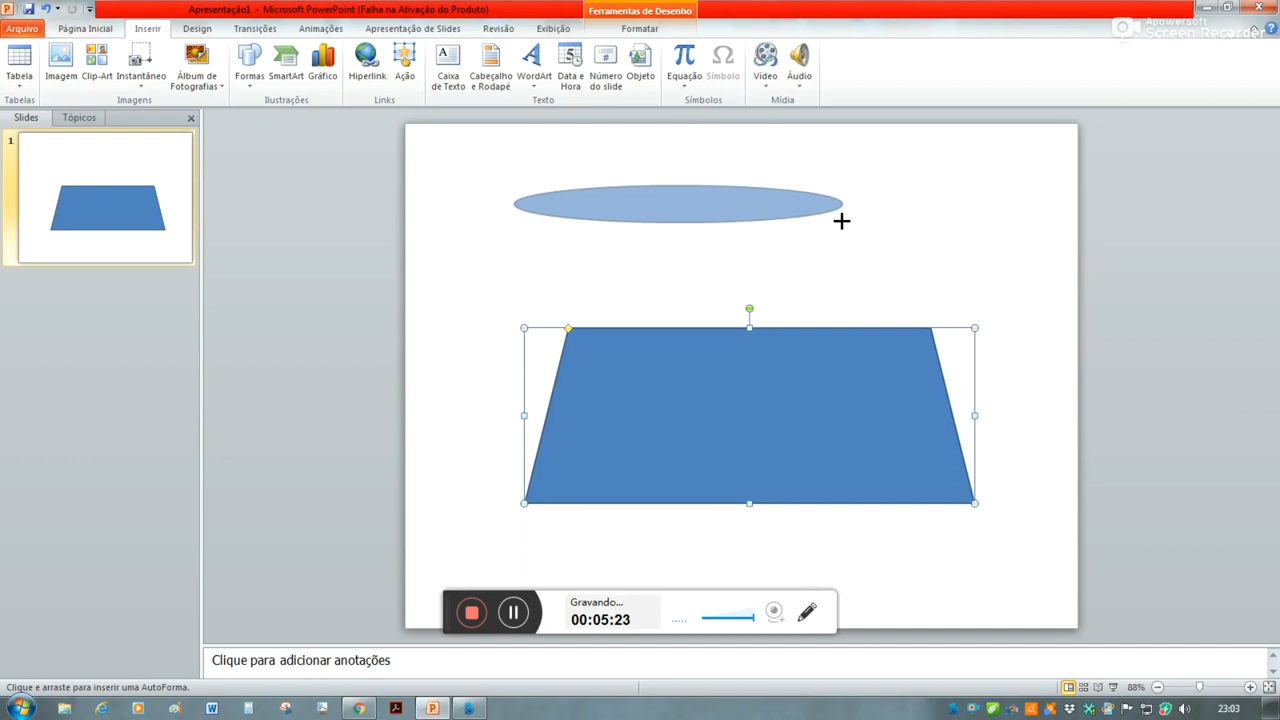 Apresentação1 - Microsoft PowerPoint (Falha na Ativação do Produto)
Ferramentas de Desenho
Arquivo Página Inicial Inserir Design Transições Animações Apresentação de Slides Revisão Exibição Formatar
Apowersoft
Screen Recorder
Tabela
Imagem
Clip-Art
Instantâneo
Álbum de
Fotografias
Formas
SmartArt
Gráfico
Hiperlink
Ação
Caixa
de Texto
Cabeçalho
e Rodapé
WordArt
Data e
Hora
Número
do slide
Objeto
Equação
Símbolo
Vídeo
Áudio
Tabelas Imagens Ilustrações Links Texto Símbolos Mídia
Slides Tópicos
1
Gravando...
00:05:23
Clique para adicionar anotações
Clique e arraste para inserir uma AutoForma.
88%
23:03